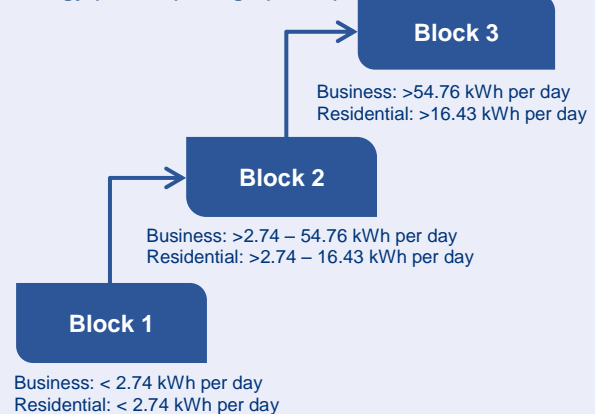 Block 3
Business: >54.76 kWh per day
Residential: >16.43 kWh per day
Block 2
Business: >2.74 – 54.76 kWh per day
Residential: >2.74 – 16.43 kWh per day
Block 1
Business: < 2.74 kWh per day
Residential: < 2.74 kWh per day